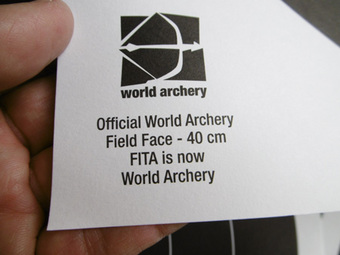 world archery
Official World Archery
Field Face - 40 cm
FITA is now
World Archery